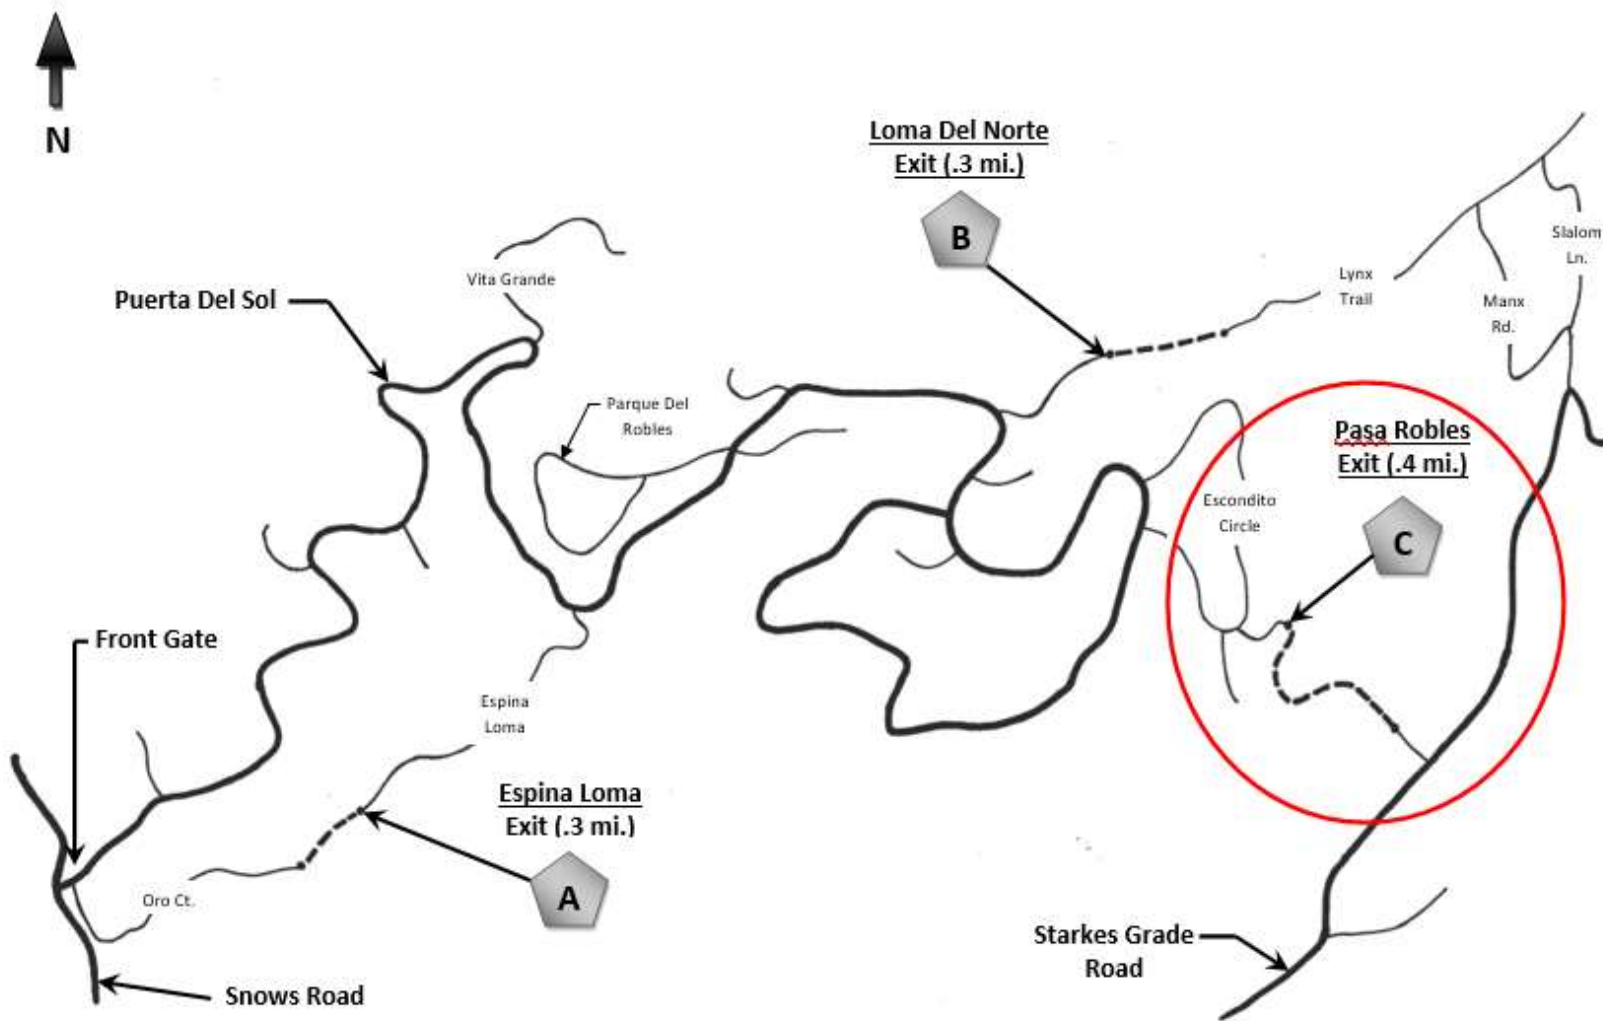 N
Loma Del Norte
Exit (.3 mi.)
B
Slalom
Ln.
Vita Grande
Lynx
Trail
Puerta Del Sol
Manx
Rd.
Parque Del
Robles
Pasa Robles
Exit (.4 mi.)
Escondito
Circle
C
Front Gate
Espina
Loma
Espina Loma
Exit (.3 mi.)
A
Oro Ct.
Starkes Grade
Road
Snows Road